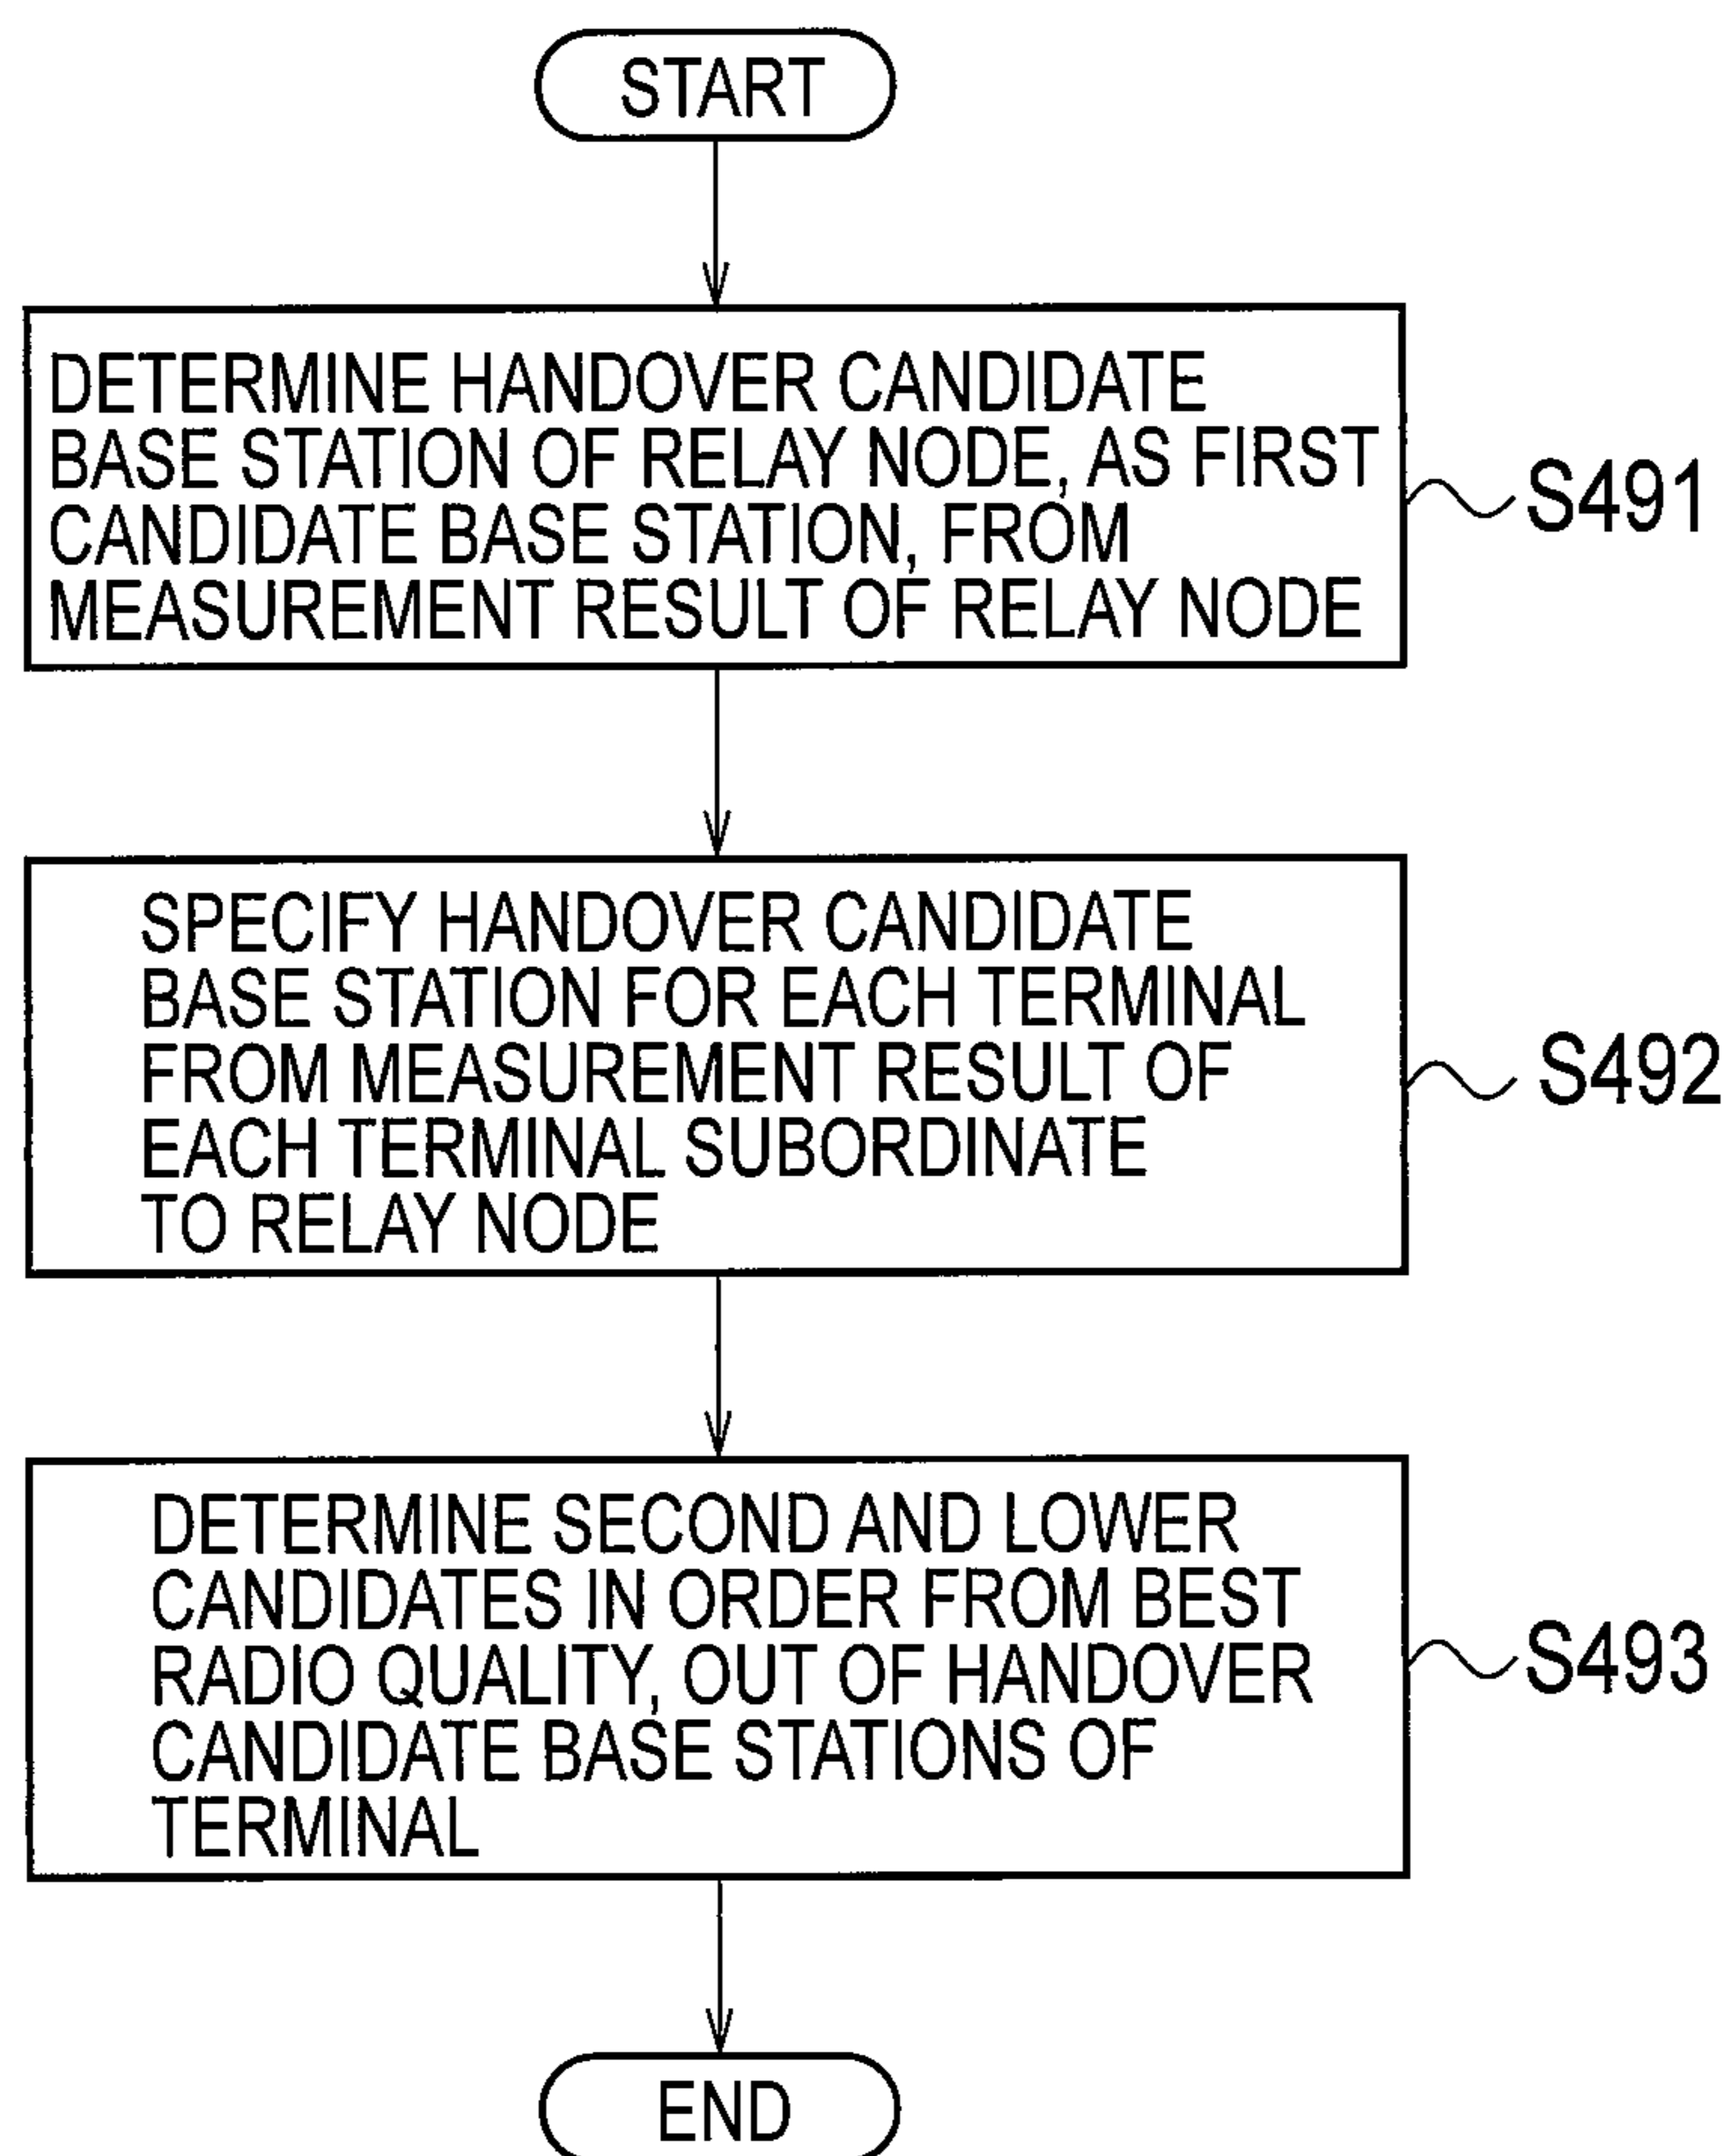 START
DETERMINE HANDOVER CANDIDATE
BASE STATION OF RELAY NODE, AS FIRST
CANDIDATE BASE STATION, FROM
MEASUREMENT RESULT OF RELAY NODE
S491
SPECIFY HANDOVER CANDIDATE
BASE STATION FOR EACH TERMINAL
FROM MEASUREMENT RESULT OF
EACH TERMINAL SUBORDINATE
TO RELAY NODE
S492
DETERMINE SECOND AND LOWER
CANDIDATES IN ORDER FROM BEST
RADIO QUALITY, OUT OF HANDOVER
CANDIDATE BASE STATIONS OF
TERMINAL
S493
END